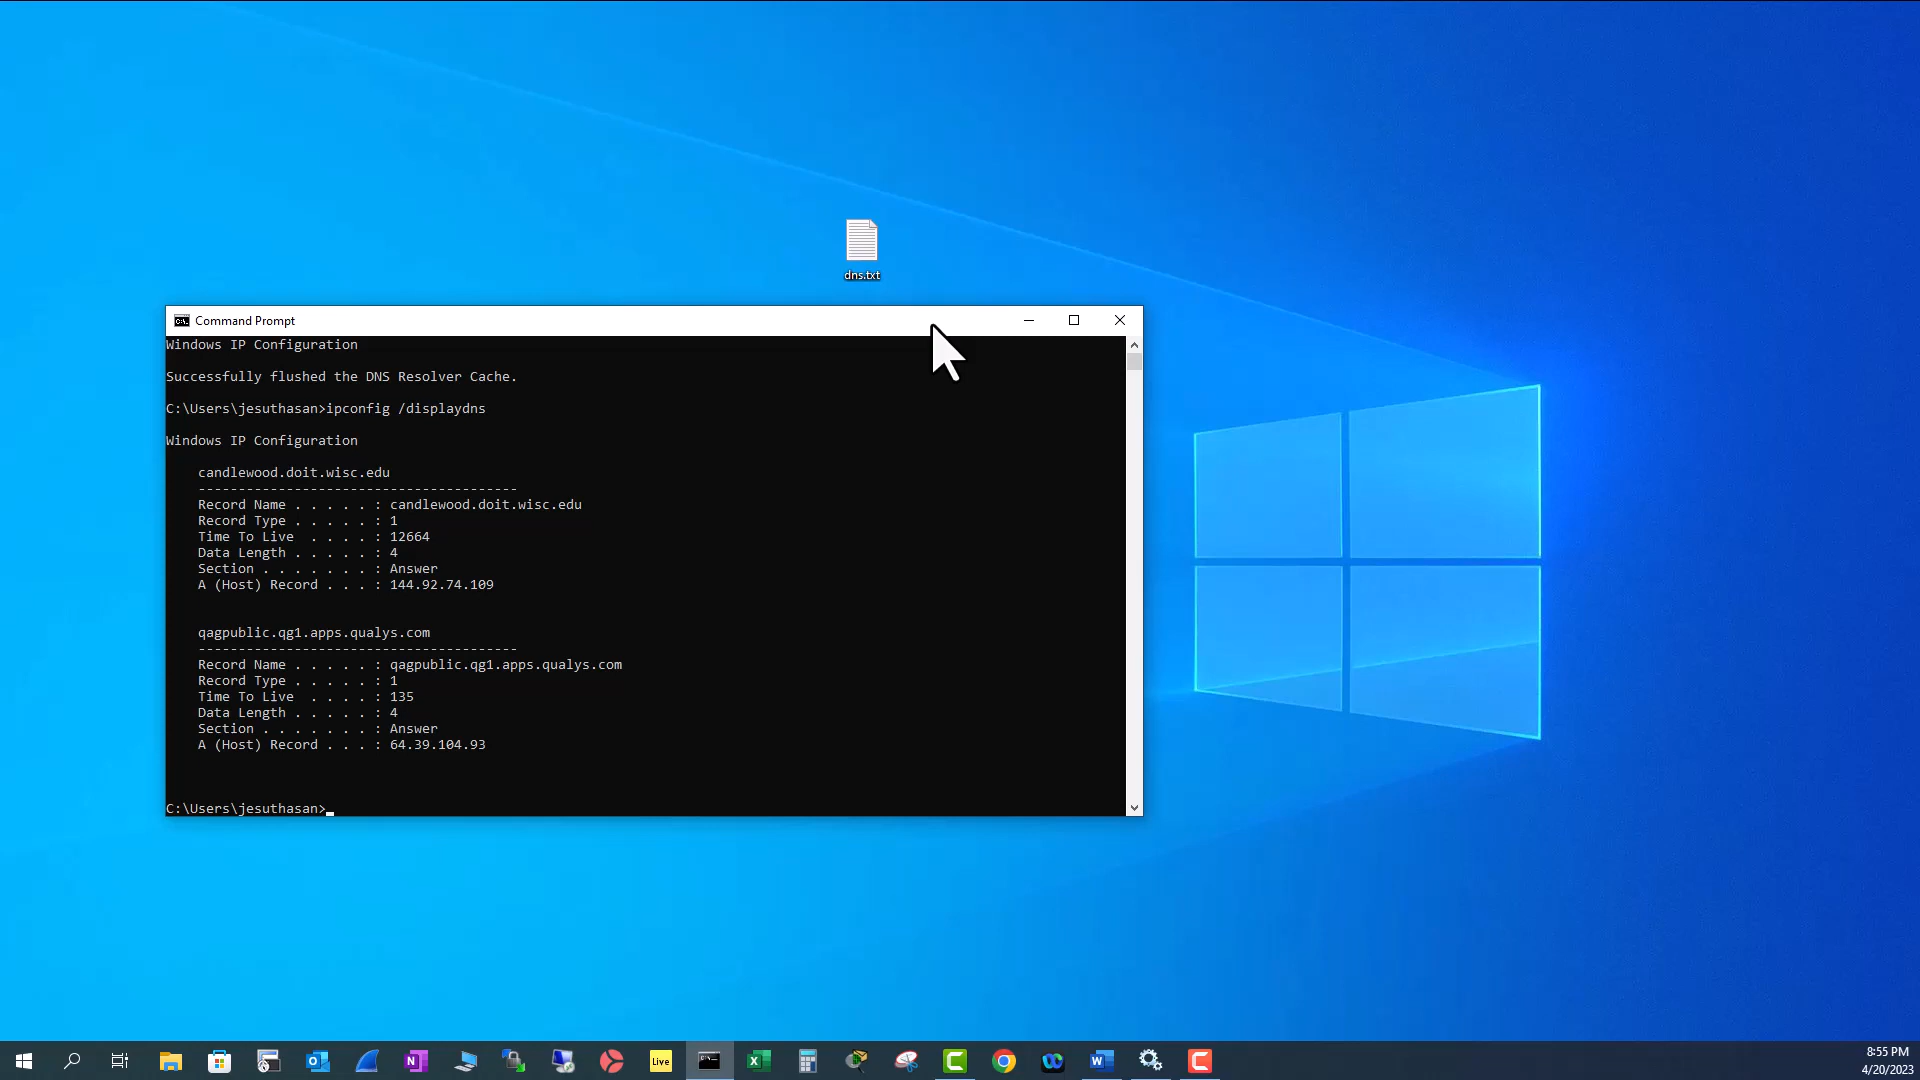 dns.txt
Command Prompt
Windows IP Configuration
Successfully flushed the DNS Resolver Cache.
C:\Users\jesuthasan>ipconfig /displaydns
Windows IP Configuration
candlewood.doit.wisc.edu
----------------------------------------
Record Name . . . . . : candlewood.doit.wisc.edu
Record Type . . . . . : 1
Time To Live  . . . . : 12664
Data Length . . . . . : 4
Section . . . . . . . : Answer
A (Host) Record . . . : 144.92.74.109
qagpublic.qg1.apps.qualys.com
----------------------------------------
Record Name . . . . . : qagpublic.qg1.apps.qualys.com
Record Type . . . . . : 1
Time To Live  . . . . : 135
Data Length . . . . . : 4
Section . . . . . . . : Answer
A (Host) Record . . . : 64.39.104.93
C:\Users\jesuthasan>
Live
8:55 PM
4/20/2023